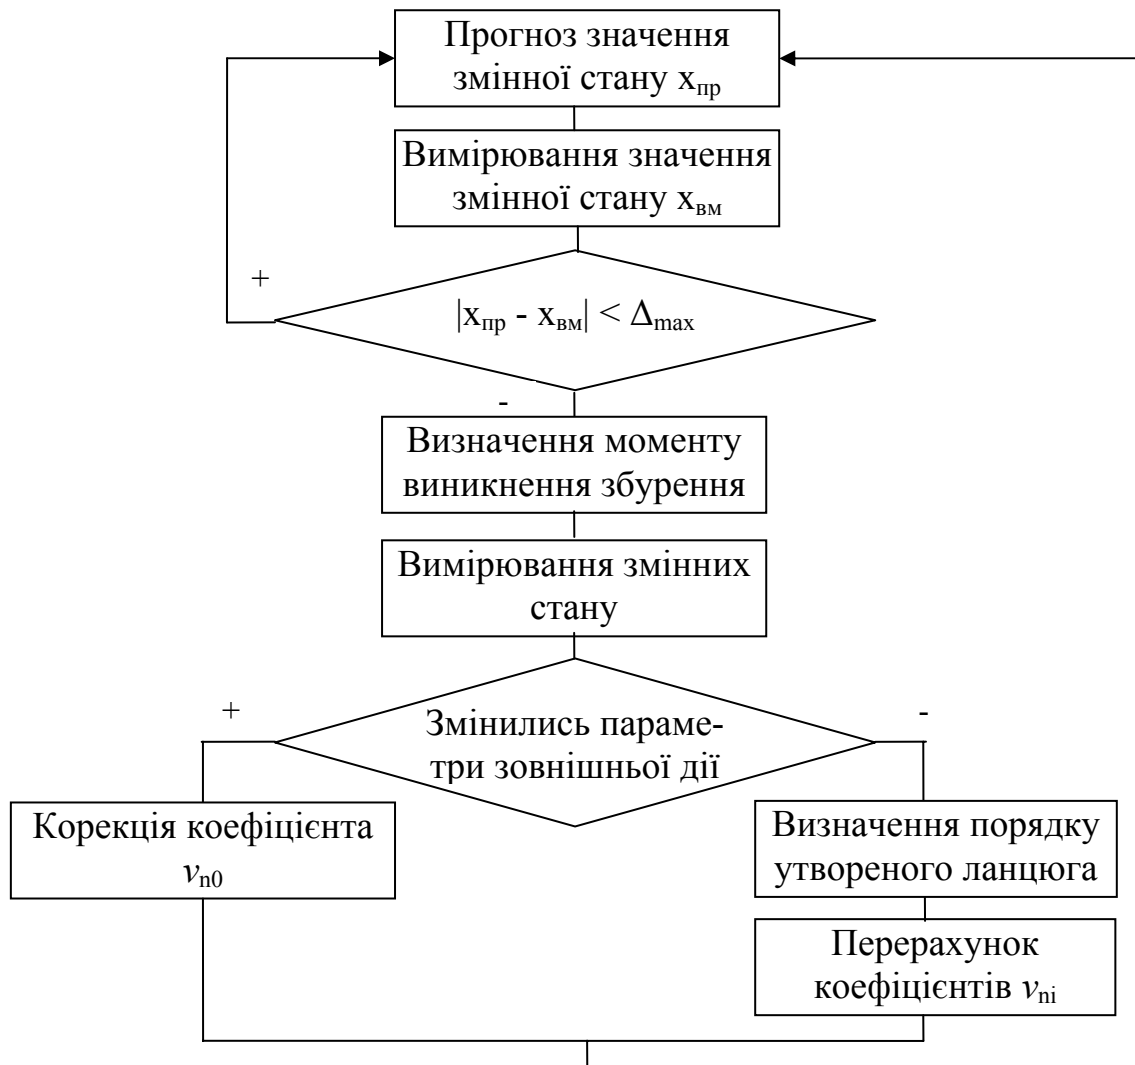 Прогноз значення
змінної стану xпр
Вимірювання значення
змінної стану xвм
+
|xпр - xвм| < Δmax
-
Визначення моменту
виникнення збурення
Вимірювання змінних
стану
+
-
Змінились параме-
три зовнішньої дії
Корекція коефіцієнта
vn0
Визначення порядку
утвореного ланцюга
Перерахунок
коефіцієнтів vni